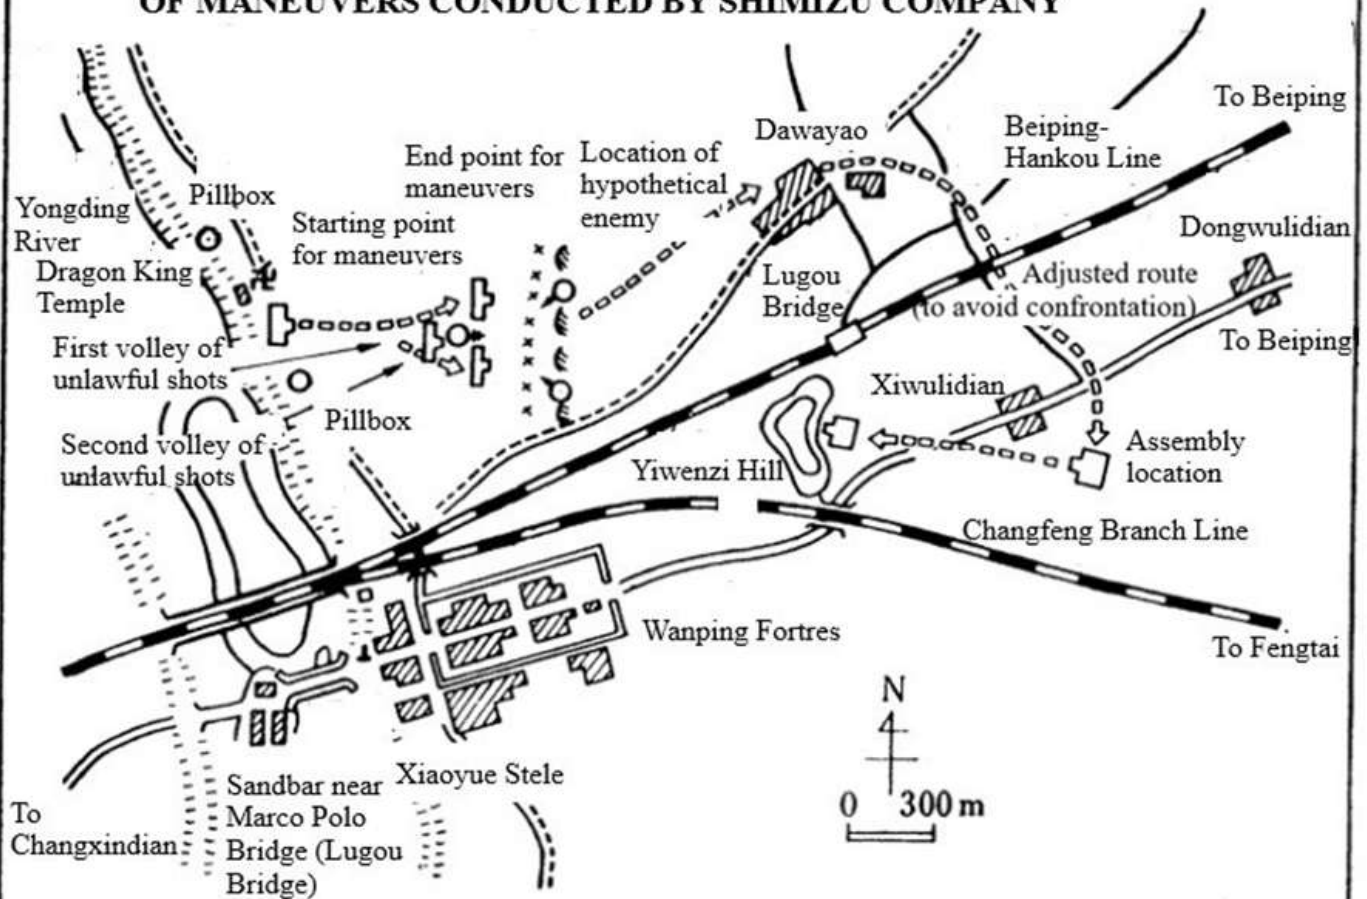 OF MANEUVERS CONDUCTED BY SHIMIZU COMPANY
To Beiping
Dawayao
Beiping-
Hankou Line
End point for
maneuvers
Location of
hypothetical
enemy
Pillbox
Yongding
River
Starting point
for maneuvers
Dongwulidian
Dragon King
Temple
Lugou
Bridge
Adjusted route
(to avoid confrontation)
To Beiping
First volley of
unlawful shots
Xiwulidian
Pillbox
Second volley of
unlawful shots
Yiwenzi Hill
Assembly
location
Changfeng Branch Line
Wanping Fortres
To Fengtai
N
0 300 m
Xiaoyue Stele
Sandbar near
Marco Polo
Bridge (Lugou
Bridge)
To
Changxindian